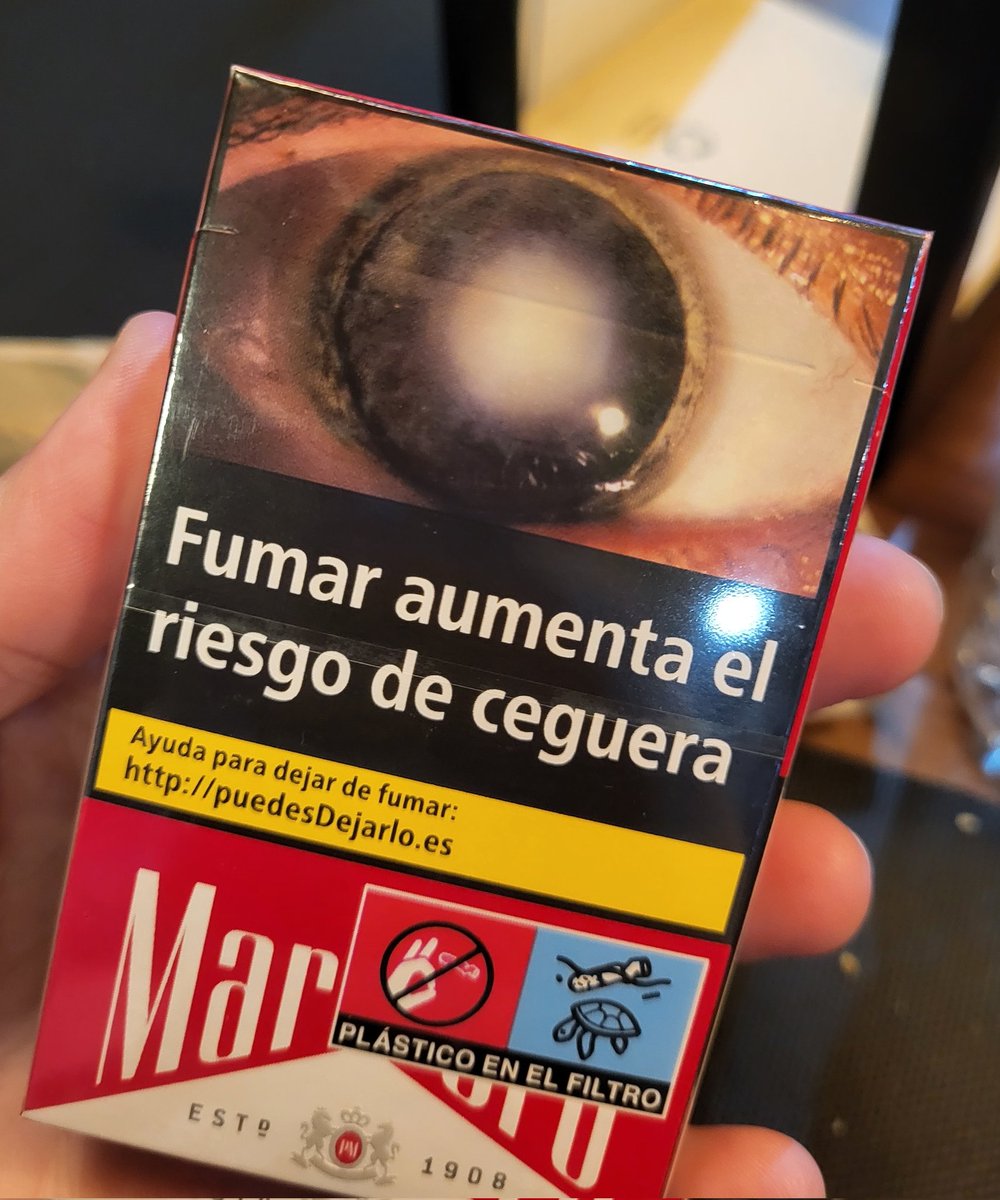 Fumar aumenta el
riesgo de ceguera
Ayuda para dejar de fumar:
http://puedesDejarlo.es
PLÁSTICO EN EL FILTRO
ESTD 1908